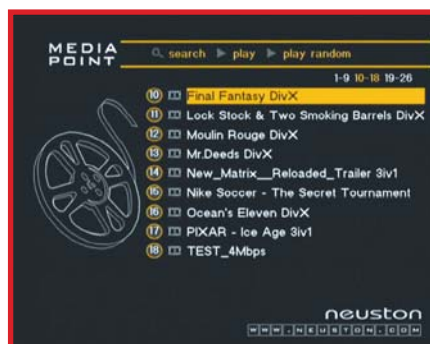 MEDIA
POINT
search play play random
1-9 10-18 19-26
10 Final Fantasy DivX
11 Lock Stock & Two Smoking Barrels DivX
12 Moulin Rouge DivX
13 Mr.Deeds DivX
14 New_Matrix__Reloaded_Trailer 3iv1
15 Nike Soccer - The Secret Tournament
16 Ocean's Eleven DivX
17 PIXAR - Ice Age 3iv1
18 TEST_4Mbps
neuston
WWW.NEUSTON.COM